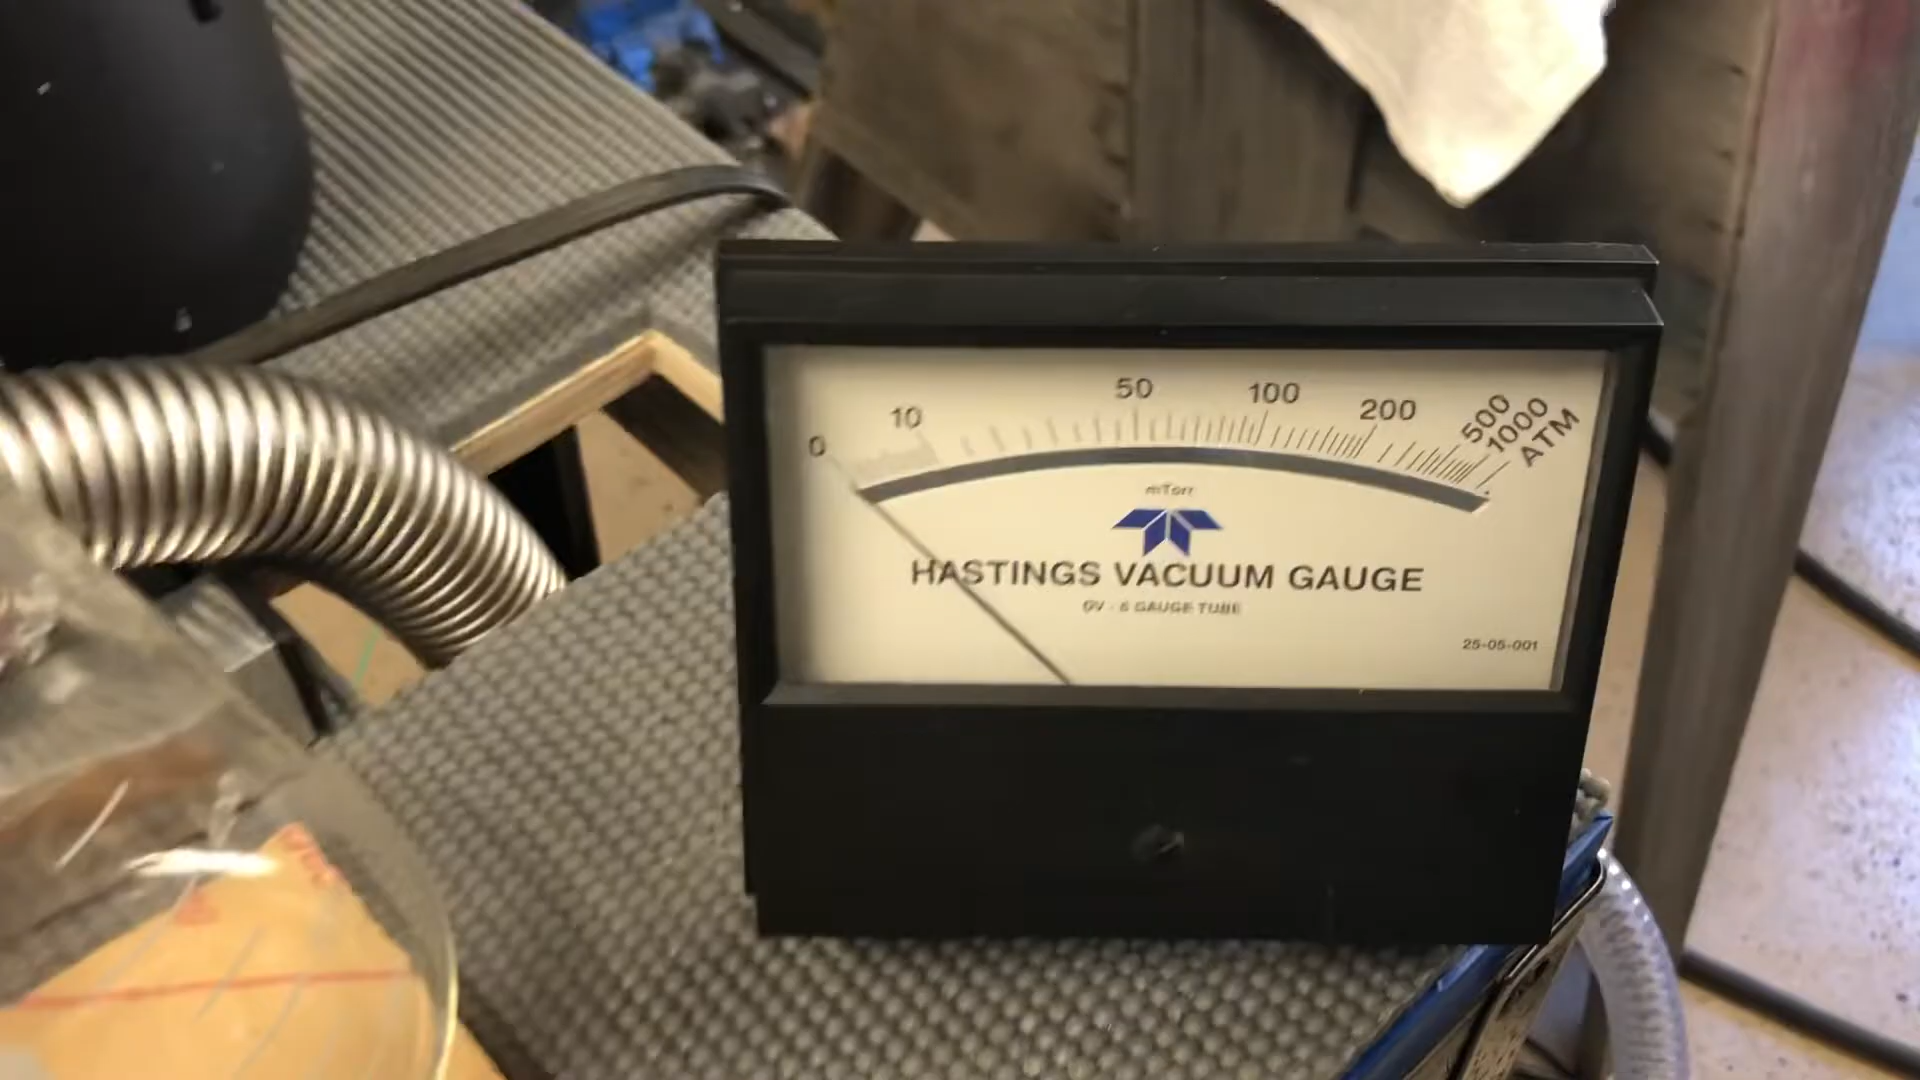 0 10 50 100 200 500 1000 ATM
mTorr
HASTINGS VACUUM GAUGE
DV - 6 GAUGE TUBE
25-05-001